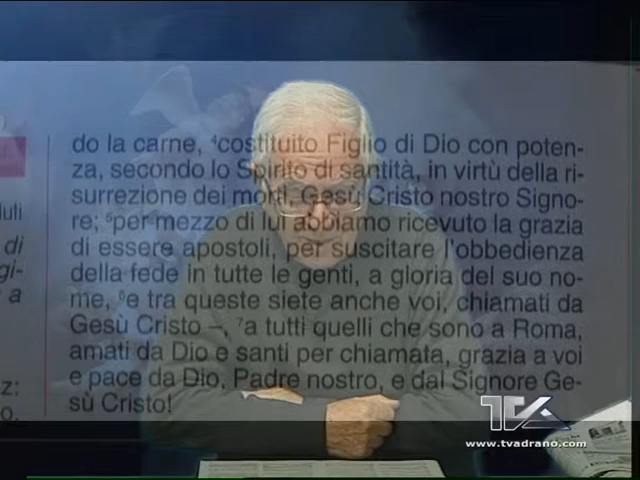 do la carne, ⁴costituito Figlio di Dio con poten-
za, secondo lo Spirito di santità, in virtù della ri-
surrezione dei morti, Gesù Cristo nostro Signo-
re; ⁵per mezzo di lui abbiamo ricevuto la grazia
di essere apostoli, per suscitare l'obbedienza
della fede in tutte le genti, a gloria del suo no-
me, ⁶e tra queste siete anche voi, chiamati da
Gesù Cristo –, ⁷a tutti quelli che sono a Roma,
amati da Dio e santi per chiamata, grazia a voi
e pace da Dio, Padre nostro, e dal Signore Ge-
sù Cristo!
luti
di
gi-
a
z:
o.
TVA
www.tvadrano.com